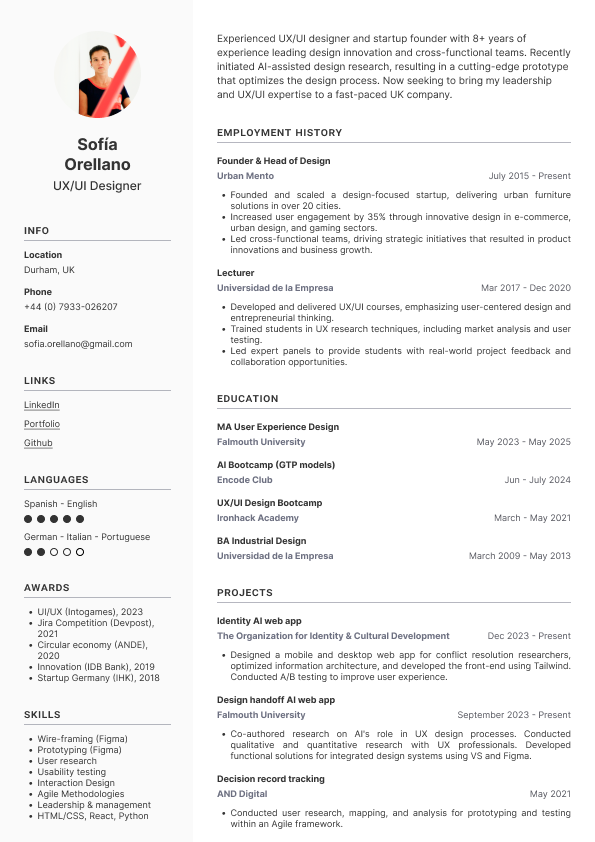 Sofía
Orellano
UX/UI Designer
INFO
Location
Durham, UK
Phone
+44 (0) 7933-026207
Email
sofia.orellano@gmail.com
LINKS
LinkedIn
Portfolio
Github
LANGUAGES
Spanish - English
German - Italian - Portuguese
AWARDS
• UI/UX (Intogames), 2023
• Jira Competition (Devpost),
2021
• Circular economy (ANDE),
2020
• Innovation (IDB Bank), 2019
• Startup Germany (IHK), 2018
SKILLS
• Wire-framing (Figma)
• Prototyping (Figma)
• User research
• Usability testing
• Interaction Design
• Agile Methodologies
• Leadership & management
• HTML/CSS, React, Python
Experienced UX/UI designer and startup founder with 8+ years of
experience leading design innovation and cross-functional teams. Recently
initiated AI-assisted design research, resulting in a cutting-edge prototype
that optimizes the design process. Now seeking to bring my leadership
and UX/UI expertise to a fast-paced UK company.
EMPLOYMENT HISTORY
Founder & Head of Design
Urban Mento July 2015 - Present
• Founded and scaled a design-focused startup, delivering urban furniture
solutions in over 20 cities.
• Increased user engagement by 35% through innovative design in e-commerce,
urban design, and gaming sectors.
• Led cross-functional teams, driving strategic initiatives that resulted in product
innovations and business growth.
Lecturer
Universidad de la Empresa Mar 2017 - Dec 2020
• Developed and delivered UX/UI courses, emphasizing user-centered design and
entrepreneurial thinking.
• Trained students in UX research techniques, including market analysis and user
testing.
• Led expert panels to provide students with real-world project feedback and
collaboration opportunities.
EDUCATION
MA User Experience Design
Falmouth University May 2023 - May 2025
AI Bootcamp (GTP models)
Encode Club Jun - July 2024
UX/UI Design Bootcamp
Ironhack Academy March - May 2021
BA Industrial Design
Universidad de la Empresa March 2009 - May 2013
PROJECTS
Identity AI web app
The Organization for Identity & Cultural Development Dec 2023 - Present
• Designed a mobile and desktop web app for conflict resolution researchers,
optimized information architecture, and developed the front-end using Tailwind.
Conducted A/B testing to improve user experience.
Design handoff AI web app
Falmouth University September 2023 - Present
• Co-authored research on AI's role in UX design processes. Conducted
qualitative and quantitative research with UX professionals. Developed
functional solutions for integrated design systems using VS and Figma.
Decision record tracking
AND Digital May 2021
• Conducted user research, mapping, and analysis for prototyping and testing
within an Agile framework.